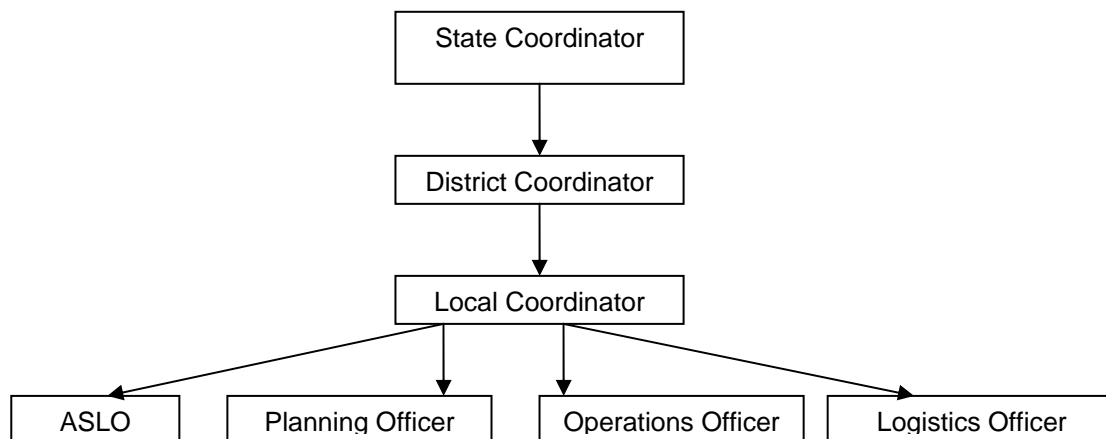 State Coordinator
District Coordinator
Local Coordinator
ASLO
Planning Officer
Operations Officer
Logistics Officer